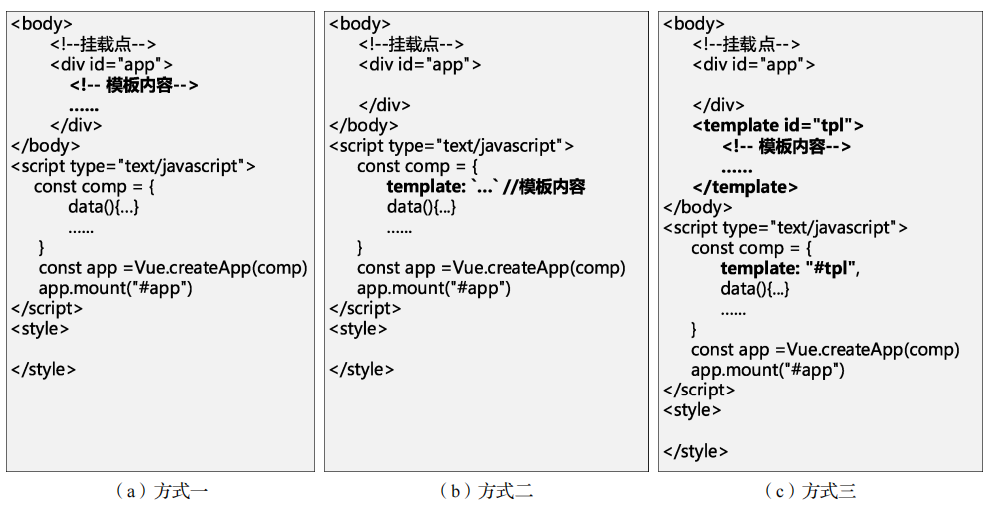 <body>
<!--挂载点-->
<div id="app">
<!-- 模板内容-->
......
</div>
</body>
<script type="text/javascript">
const comp = {
data(){...}
......
}
const app =Vue.createApp(comp)
app.mount("#app")
</script>
<style>
</style>
(a) 方式一
<body>
<!--挂载点-->
<div id="app">
</div>
</body>
<script type="text/javascript">
const comp = {
template: `...` //模板内容
data(){...}
......
}
const app =Vue.createApp(comp)
app.mount("#app")
</script>
<style>
</style>
(b) 方式二
<body>
<!--挂载点-->
<div id="app">
</div>
<template id="tpl">
<!-- 模板内容-->
......
</template>
</body>
<script type="text/javascript">
const comp = {
template: "#tpl",
data(){...}
......
}
const app =Vue.createApp(comp)
app.mount("#app")
</script>
<style>
</style>
(c) 方式三